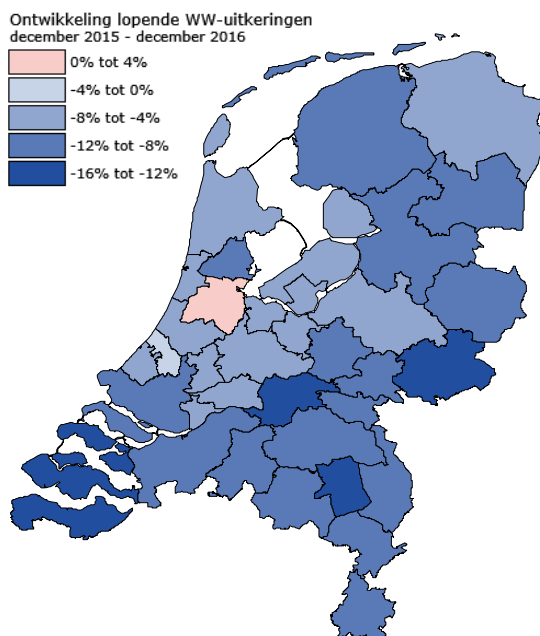 Ontwikkeling lopende WW-uitkeringen
december 2015 - december 2016
0% tot 4%
-4% tot 0%
-8% tot -4%
-12% tot -8%
-16% tot -12%